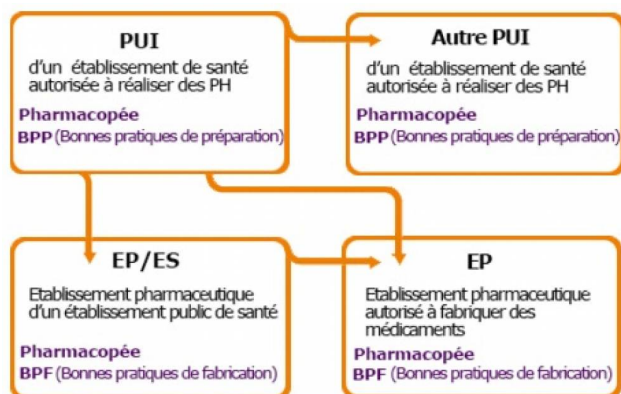 PUI
d'un établissement de santé
autorisée à réaliser des PH
Pharmacopée
BPP (Bonnes pratiques de préparation)
Autre PUI
d'un établissement de santé
autorisée à réaliser des PH
Pharmacopée
BPP (Bonnes pratiques de préparation)
EP/ES
Etablissement pharmaceutique
d'un établissement public de santé
Pharmacopée
BPF (Bonnes pratiques de fabrication)
EP
Etablissement pharmaceutique
autorisé à fabriquer des
médicaments
Pharmacopée
BPF (Bonnes pratiques de fabrication)